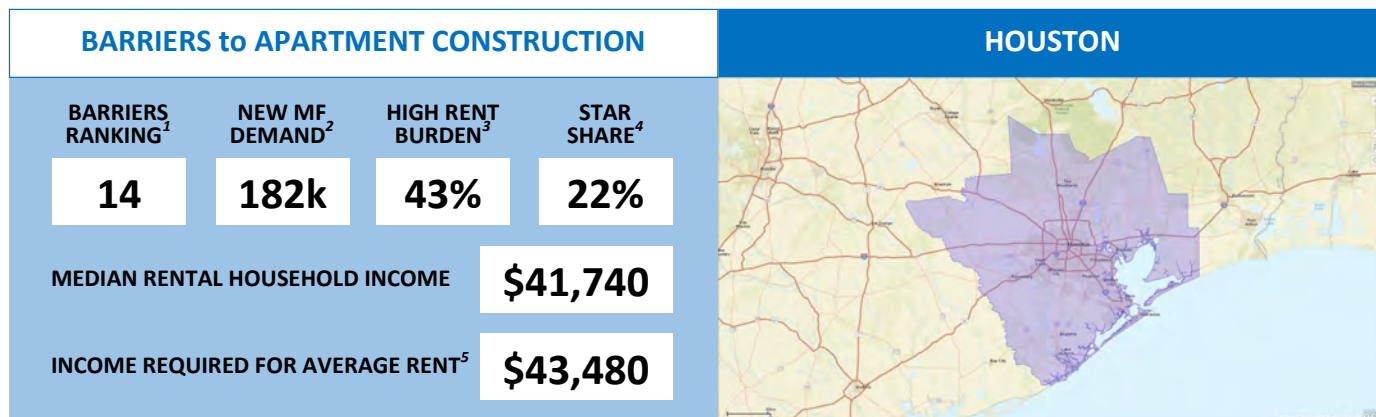 BARRIERS to APARTMENT CONSTRUCTION
HOUSTON
BARRIERS
RANKING1
NEW MF
DEMAND2
HIGH RENT
BURDEN3
STAR
SHARE4
14
182k
43%
22%
MEDIAN RENTAL HOUSEHOLD INCOME
$41,740
INCOME REQUIRED FOR AVERAGE RENT5
$43,480